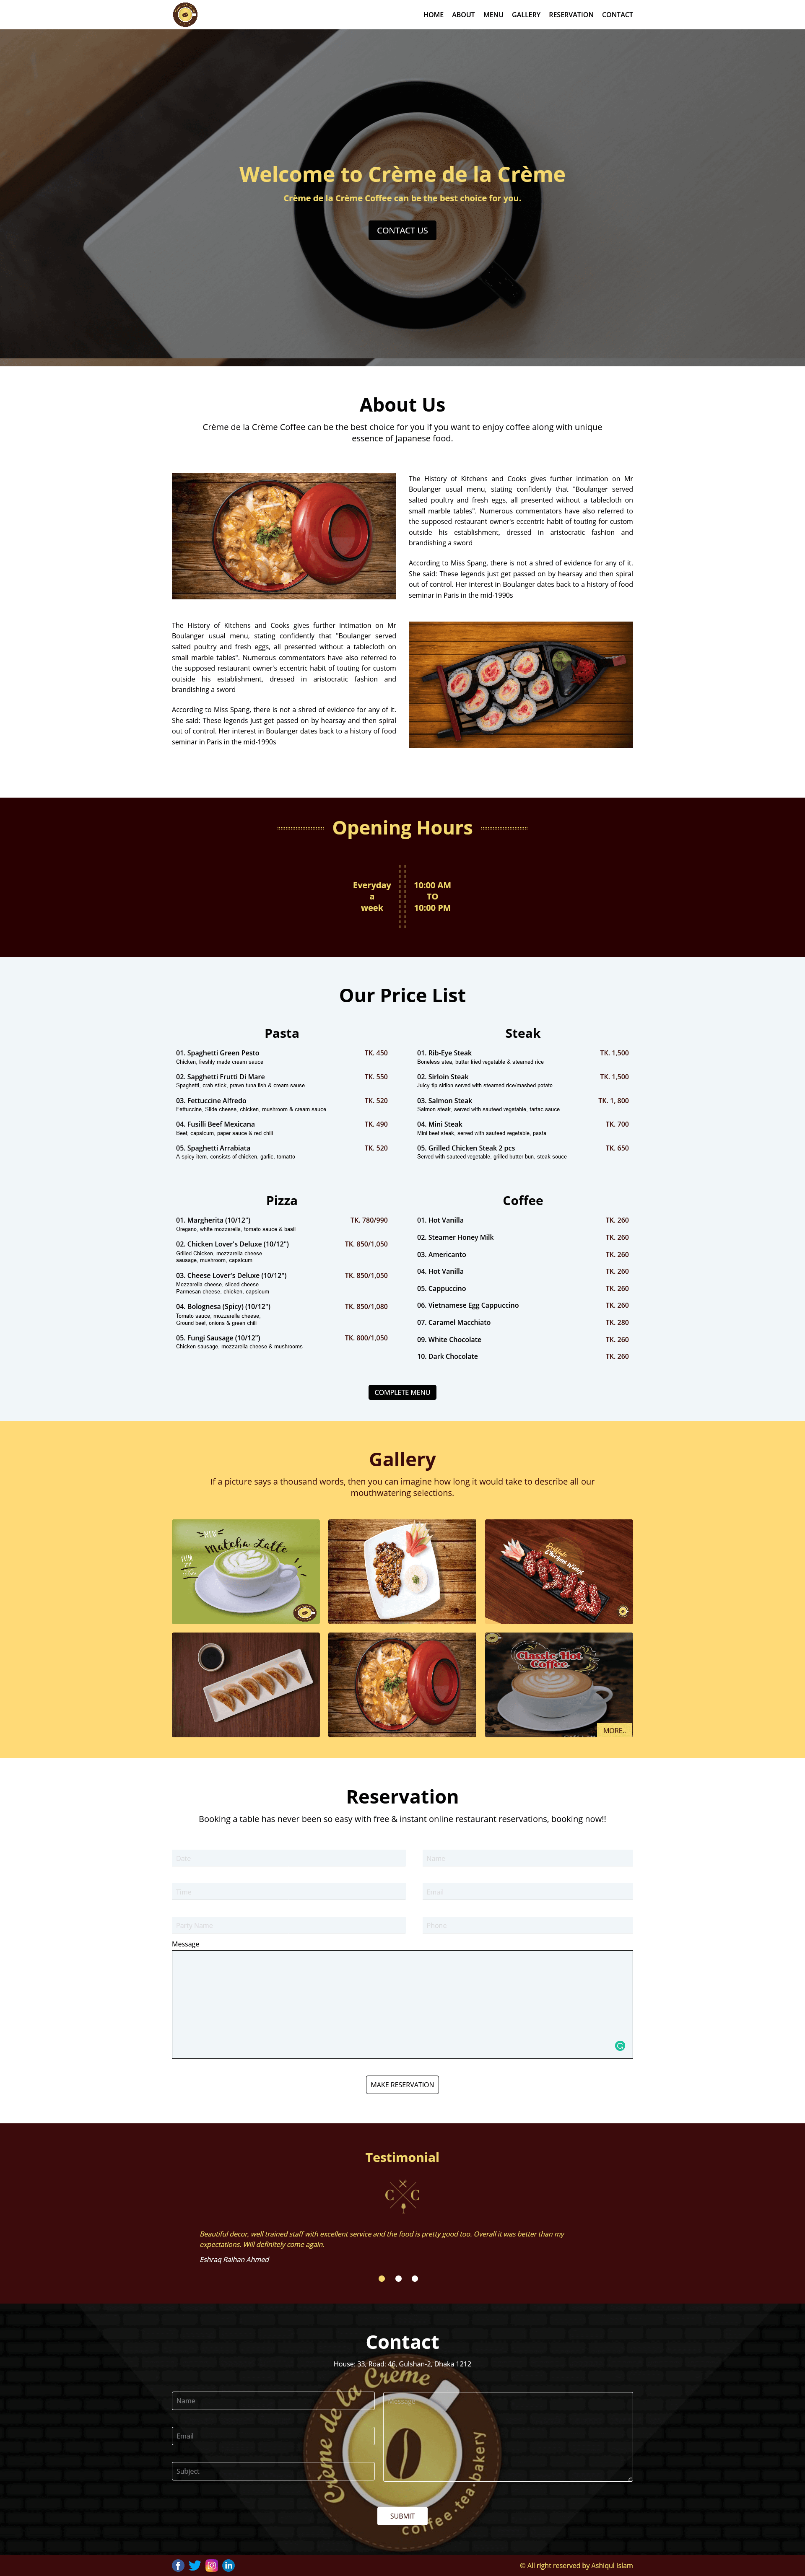 HOME ABOUT MENU GALLERY RESERVATION CONTACT
Welcome to Crème de la Crème
Crème de la Crème Coffee can be the best choice for you.
CONTACT US
About Us
Crème de la Crème Coffee can be the best choice for you if you want to enjoy coffee along with unique
essence of Japanese food.
The History of Kitchens and Cooks gives further intimation on Mr
Boulanger usual menu, stating confidently that "Boulanger served
salted poultry and fresh eggs, all presented without a tablecloth on
small marble tables". Numerous commentators have also referred to
the supposed restaurant owner's eccentric habit of touting for custom
outside his establishment, dressed in aristocratic fashion and
brandishing a sword
According to Miss Spang, there is not a shred of evidence for any of it.
She said: These legends just get passed on by hearsay and then spiral
out of control. Her interest in Boulanger dates back to a history of food
seminar in Paris in the mid-1990s
The History of Kitchens and Cooks gives further intimation on Mr
Boulanger usual menu, stating confidently that "Boulanger served
salted poultry and fresh eggs, all presented without a tablecloth on
small marble tables". Numerous commentators have also referred to
the supposed restaurant owner's eccentric habit of touting for custom
outside his establishment, dressed in aristocratic fashion and
brandishing a sword
According to Miss Spang, there is not a shred of evidence for any of it.
She said: These legends just get passed on by hearsay and then spiral
out of control. Her interest in Boulanger dates back to a history of food
seminar in Paris in the mid-1990s
Opening Hours
Everyday
a
week
10:00 AM
TO
10:00 PM
Our Price List
Pasta
01. Spaghetti Green Pesto TK. 450
Chicken, freshly made cream sauce
02. Sapghetti Frutti Di Mare TK. 550
Spaghetti, crab stick, prawn tuna fish & cream sause
03. Fettuccine Alfredo TK. 520
Fettuccine, Slide cheese, chicken, mushroom & cream sauce
04. Fusilli Beef Mexicana TK. 490
Beef, capsicum, paper sauce & red chili
05. Spaghetti Arrabiata TK. 520
A spicy item, consists of chicken, garlic, tomatto
Steak
01. Rib-Eye Steak TK. 1,500
Boneless stea, butter fried vegetable & stearned rice
02. Sirloin Steak TK. 1,500
Juicy tip sirlion served with stearned rice/mashed potato
03. Salmon Steak TK. 1, 800
Salmon steak, serred with sauteed vegetable, tartac sauce
04. Mini Steak TK. 700
Mini beef steak, served with sauteed vegetable, pasta
05. Grilled Chicken Steak 2 pcs TK. 650
Served with sauteed vegetable, grillled butter bun, steak souce
Pizza
01. Margherita (10/12") TK. 780/990
Oregano, white mozzarella, tomato sauce & basil
02. Chicken Lover's Deluxe (10/12") TK. 850/1,050
Grillled Chicken, mozzarella cheese
sausage, mushroom, capsicum
03. Cheese Lover's Deluxe (10/12") TK. 850/1,050
Mozzarella cheese, sliced cheese
Parmesan cheese, chicken, capsicum
04. Bolognesa (Spicy) (10/12") TK. 850/1,080
Tomato sauce, mozzarella cheese,
Ground beef, onions & green chili
05. Fungi Sausage (10/12") TK. 800/1,050
Chicken sausage, mozzarella cheese & mushrooms
Coffee
01. Hot Vanilla TK. 260
02. Steamer Honey Milk TK. 260
03. Americanto TK. 260
04. Hot Vanilla TK. 260
05. Cappuccino TK. 260
06. Vietnamese Egg Cappuccino TK. 260
07. Caramel Macchiato TK. 280
09. White Chocolate TK. 260
10. Dark Chocolate TK. 260
COMPLETE MENU
Gallery
If a picture says a thousand words, then you can imagine how long it would take to describe all our
mouthwatering selections.
NEW
Matcha Latte
YUM
Chicken Wings
Classic Hot
Coffee
MORE..
Reservation
Booking a table has never been so easy with free & instant online restaurant reservations, booking now!!
Date
Name
Time
Email
Party Name
Phone
Message
MAKE RESERVATION
Testimonial
C C
Beautiful decor, well trained staff with excellent service and the food is pretty good too. Overall it was better than my
expectations. Will definitely come again.
Eshraq Raihan Ahmed
Contact
House: 33, Road: 46, Gulshan-2, Dhaka 1212
Crème de la Crème
coffee·tea·bakery
Name
Message
Email
Subject
SUBMIT
© All right reserved by Ashiqul Islam